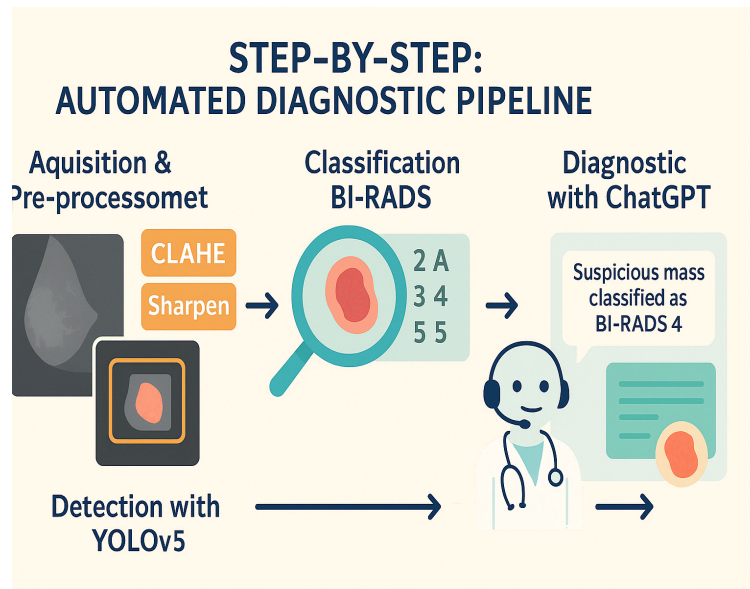 STEP-BY-STEP:
AUTOMATED DIAGNOSTIC PIPELINE
Aquisition &
Pre-processomet
CLAHE
Sharpen
Classification
BI-RADS
2 A
3 4
5 5
Diagnostic
with ChatGPT
Suspicious mass
classified as
BI-RADS 4
Detection with
YOLOv5